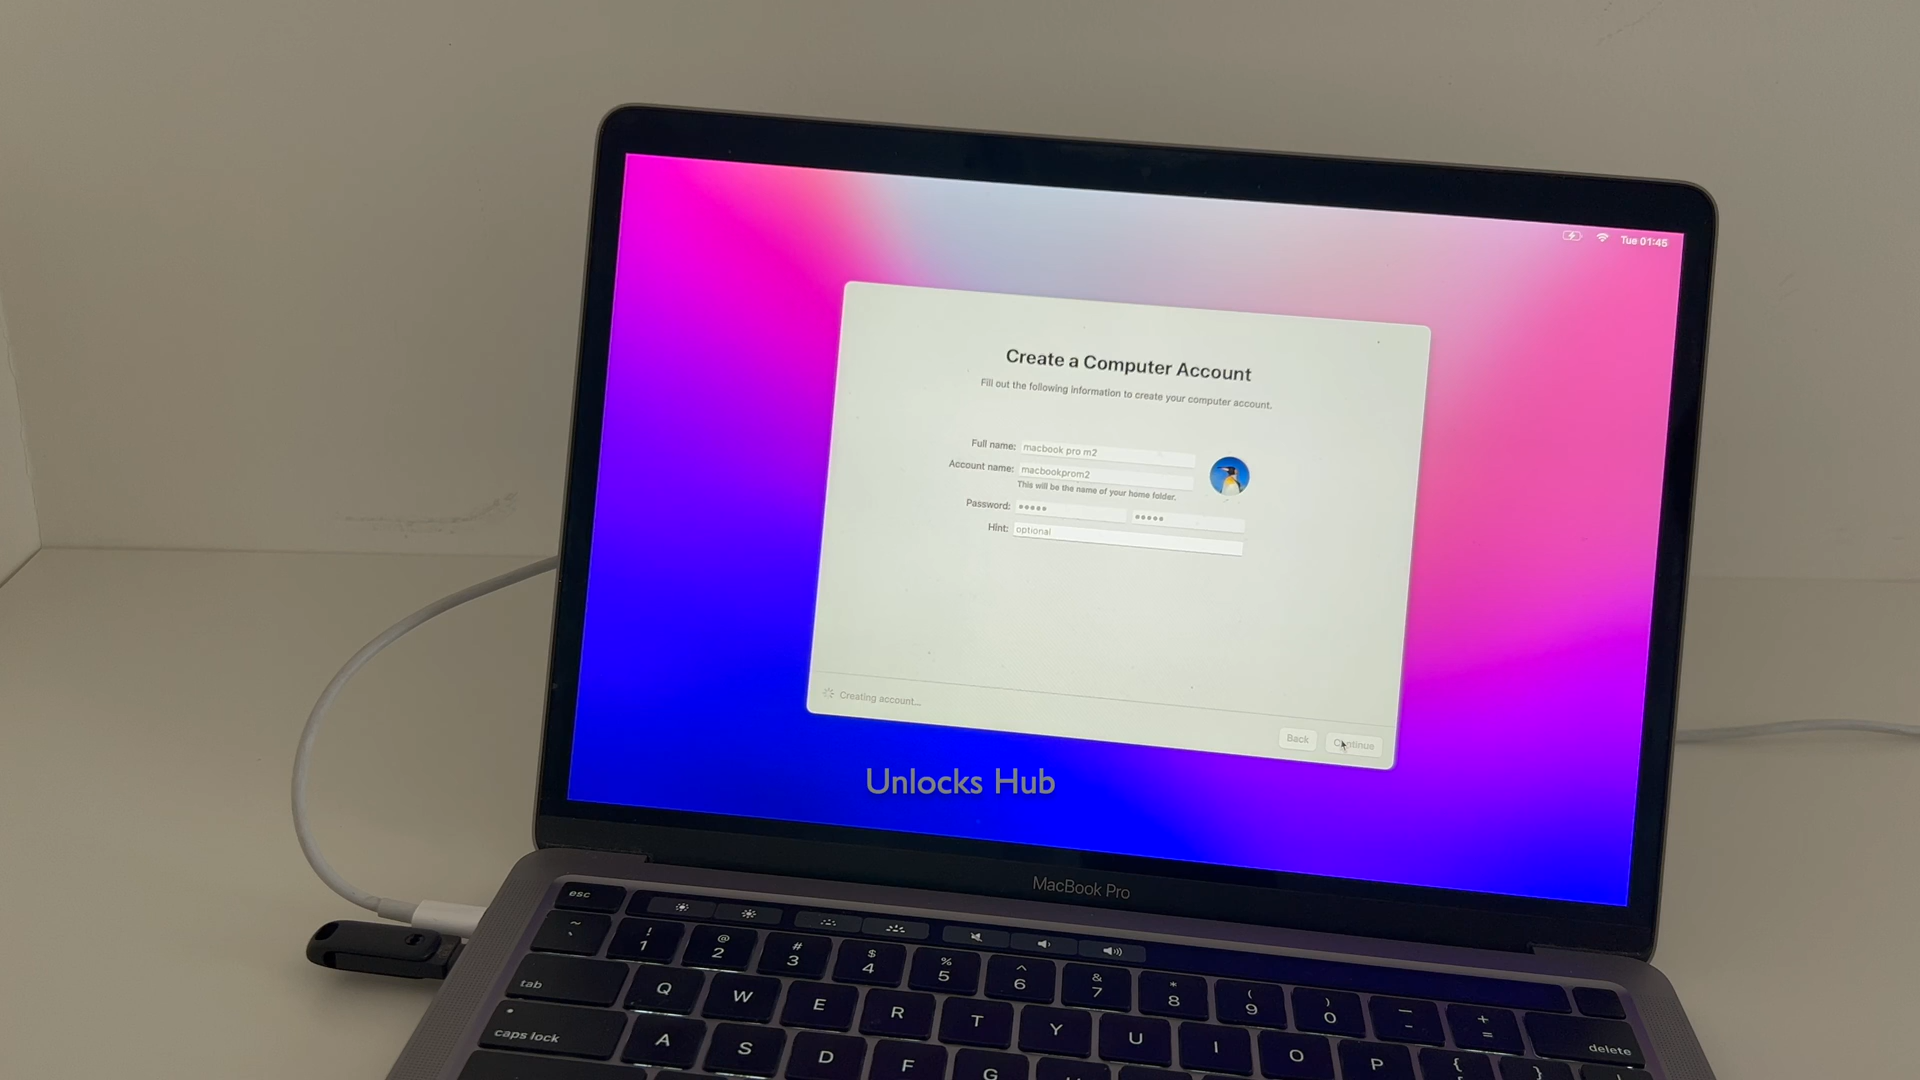 Tue 01:45
Create a Computer Account
Fill out the following information to create your computer account.
Full name: macbook pro m2
Account name: macbookprom2
This will be the name of your home folder.
Password: ••••• •••••
Hint: optional
Creating account...
Back Continue
Unlocks Hub
MacBook Pro
esc
~ ! @ # $ % ^ & * ( ) — +
` 1 2 3 4 5 6 7 8 9 0 - =
delete
tab Q W E R T Y U I O P { }
caps lock A S D F G